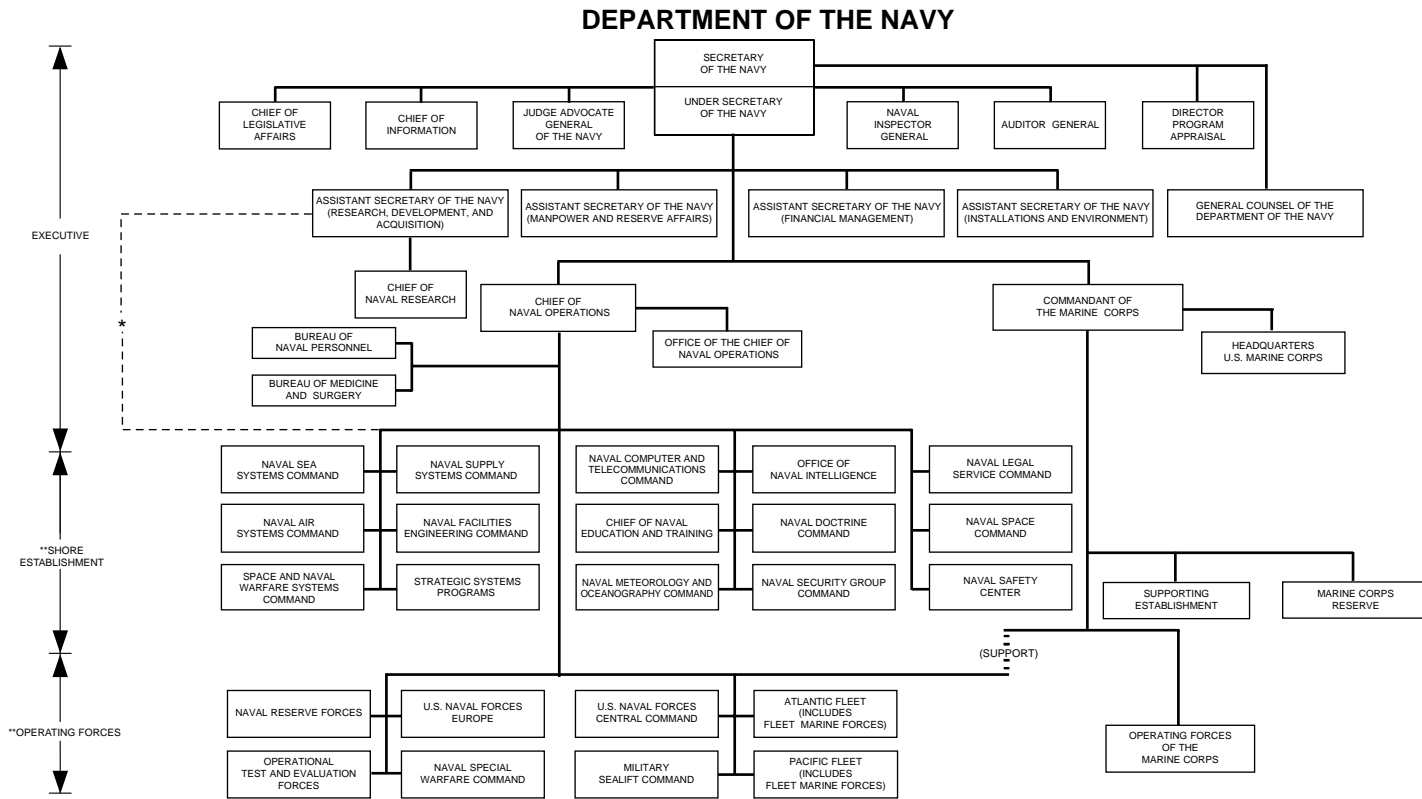 DEPARTMENT OF THE NAVY
SECRETARY
OF THE NAVY
UNDER SECRETARY
OF THE NAVY
CHIEF OF
LEGISLATIVE
AFFAIRS
CHIEF OF
INFORMATION
JUDGE ADVOCATE
GENERAL
OF THE NAVY
NAVAL
INSPECTOR
GENERAL
AUDITOR GENERAL
DIRECTOR
PROGRAM
APPRAISAL
EXECUTIVE
ASSISTANT SECRETARY OF THE NAVY
(RESEARCH, DEVELOPMENT, AND
ACQUISITION)
ASSISTANT SECRETARY OF THE NAVY
(MANPOWER AND RESERVE AFFAIRS)
ASSISTANT SECRETARY OF THE NAVY
(FINANCIAL MANAGEMENT)
ASSISTANT SECRETARY OF THE NAVY
(INSTALLATIONS AND ENVIRONMENT)
GENERAL COUNSEL OF THE
DEPARTMENT OF THE NAVY
CHIEF OF
NAVAL RESEARCH
CHIEF OF
NAVAL OPERATIONS
COMMANDANT OF
THE MARINE CORPS
*
BUREAU OF
NAVAL PERSONNEL
OFFICE OF THE CHIEF OF
NAVAL OPERATIONS
HEADQUARTERS
U.S. MARINE CORPS
BUREAU OF MEDICINE
AND SURGERY
**SHORE
ESTABLISHMENT
NAVAL SEA
SYSTEMS COMMAND
NAVAL SUPPLY
SYSTEMS COMMAND
NAVAL COMPUTER AND
TELECOMMUNICATIONS
COMMAND
OFFICE OF
NAVAL INTELLIGENCE
NAVAL LEGAL
SERVICE COMMAND
NAVAL AIR
SYSTEMS COMMAND
NAVAL FACILITIES
ENGINEERING COMMAND
CHIEF OF NAVAL
EDUCATION AND TRAINING
NAVAL DOCTRINE
COMMAND
NAVAL SPACE
COMMAND
SPACE AND NAVAL
WARFARE SYSTEMS
COMMAND
STRATEGIC SYSTEMS
PROGRAMS
NAVAL METEOROLOGY AND
OCEANOGRAPHY COMMAND
NAVAL SECURITY GROUP
COMMAND
NAVAL SAFETY
CENTER
SUPPORTING
ESTABLISHMENT
MARINE CORPS
RESERVE
(SUPPORT)
**OPERATING FORCES
NAVAL RESERVE FORCES
U.S. NAVAL FORCES
EUROPE
U.S. NAVAL FORCES
CENTRAL COMMAND
ATLANTIC FLEET
(INCLUDES
FLEET MARINE FORCES)
OPERATIONAL
TEST AND EVALUATION
FORCES
NAVAL SPECIAL
WARFARE COMMAND
MILITARY
SEALIFT COMMAND
PACIFIC FLEET
(INCLUDES
FLEET MARINE FORCES)
OPERATING FORCES
OF THE
MARINE CORPS